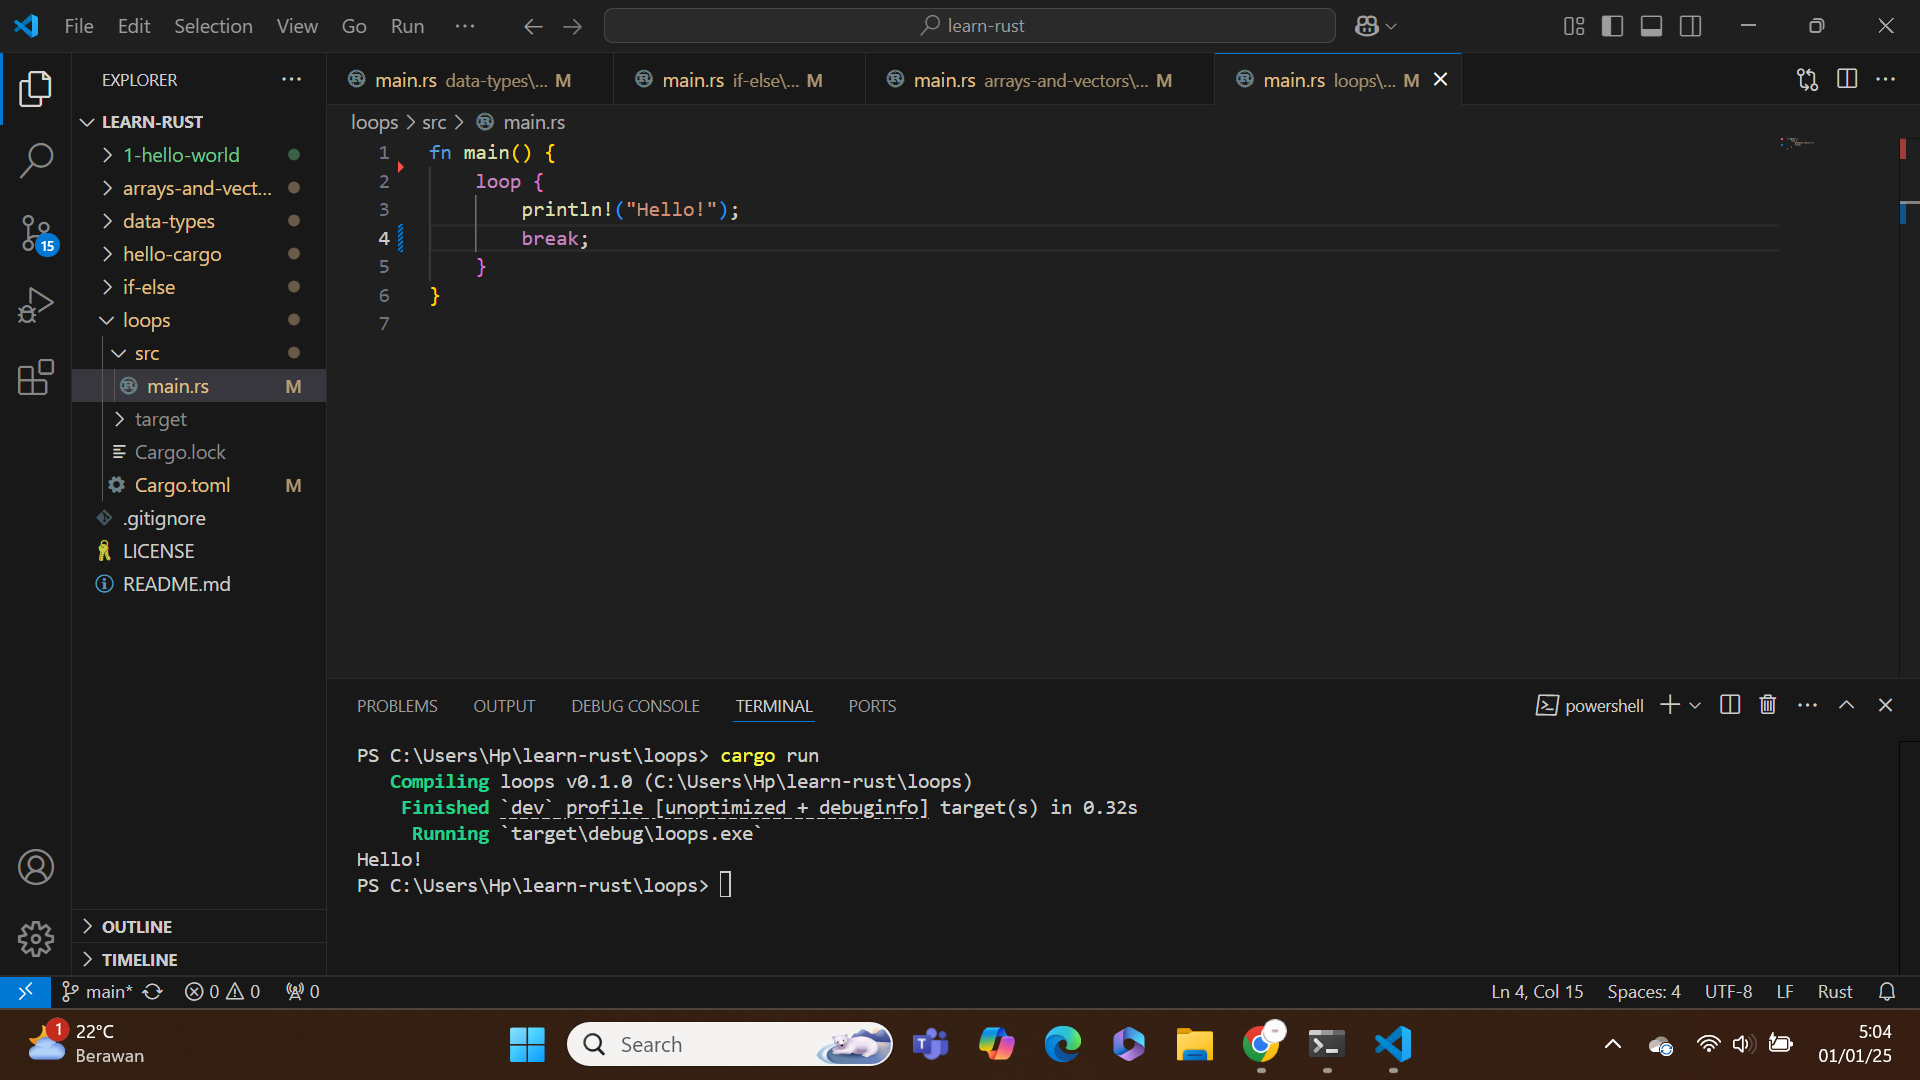 File Edit Selection View Go Run ··· learn-rust
EXPLORER ···
LEARN-RUST
1-hello-world
arrays-and-vect...
data-types
hello-cargo
if-else
loops
src
main.rs M
target
Cargo.lock
Cargo.toml M
.gitignore
LICENSE
README.md
OUTLINE
TIMELINE
15
main.rs data-types\... M main.rs if-else\... M main.rs arrays-and-vectors\... M main.rs loops\... M
loops > src > main.rs
1 fn main() {
2 loop {
3 println!("Hello!");
4 break;
5 }
6 }
7
PROBLEMS OUTPUT DEBUG CONSOLE TERMINAL PORTS powershell
PS C:\Users\Hp\learn-rust\loops> cargo run
Compiling loops v0.1.0 (C:\Users\Hp\learn-rust\loops)
Finished `dev` profile [unoptimized + debuginfo] target(s) in 0.32s
Running `target\debug\loops.exe`
Hello!
PS C:\Users\Hp\learn-rust\loops>
main* 0 0 0 Ln 4, Col 15 Spaces: 4 UTF-8 LF Rust
1 22°C
Berawan
Search
5:04
01/01/25